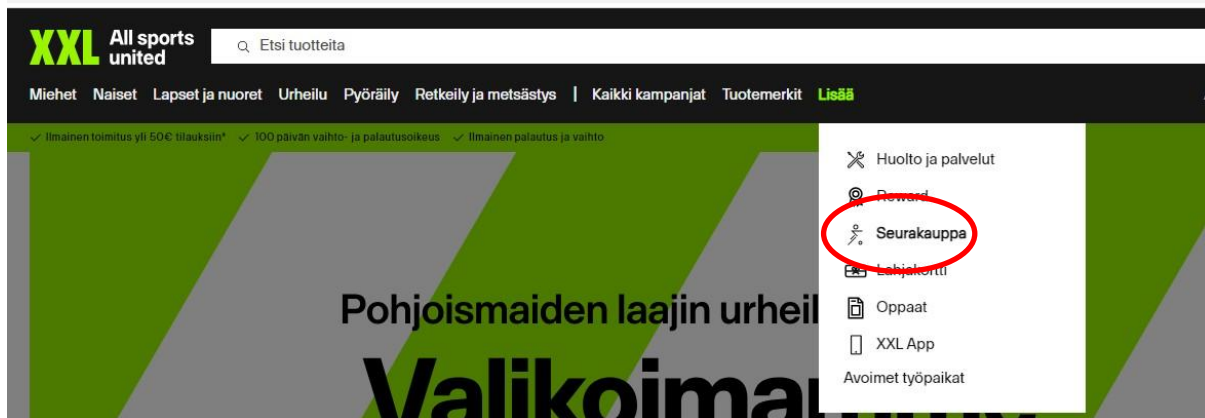 XXL All sports united
Etsi tuotteita
Miehet Naiset Lapset ja nuoret Urheilu Pyöräily Retkeily ja metsästys | Kaikki kampanjat Tuotemerkit Lisää
Ilmainen toimitus yli 50€ tilauksiin* 100 päivän vaihto- ja palautusoikeus Ilmainen palautus ja vaihto
Huolto ja palvelut
Reward
Seurakauppa
Lahjakortti
Oppaat
XXL App
Avoimet työpaikat
Pohjoismaiden laajin